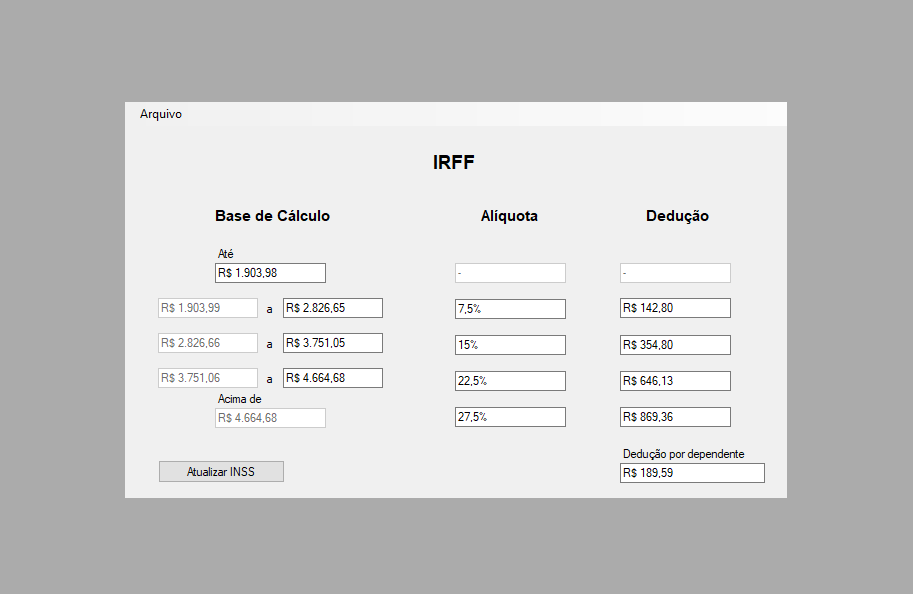 Arquivo
IRFF
Base de Cálculo Alíquota Dedução
Até
R$ 1.903,98 - -
R$ 1.903,99 a R$ 2.826,65 7,5% R$ 142,80
R$ 2.826,66 a R$ 3.751,05 15% R$ 354,80
R$ 3.751,06 a R$ 4.664,68 22,5% R$ 646,13
Acima de
R$ 4.664,68 27,5% R$ 869,36
Dedução por dependente
Atualizar INSS R$ 189,59